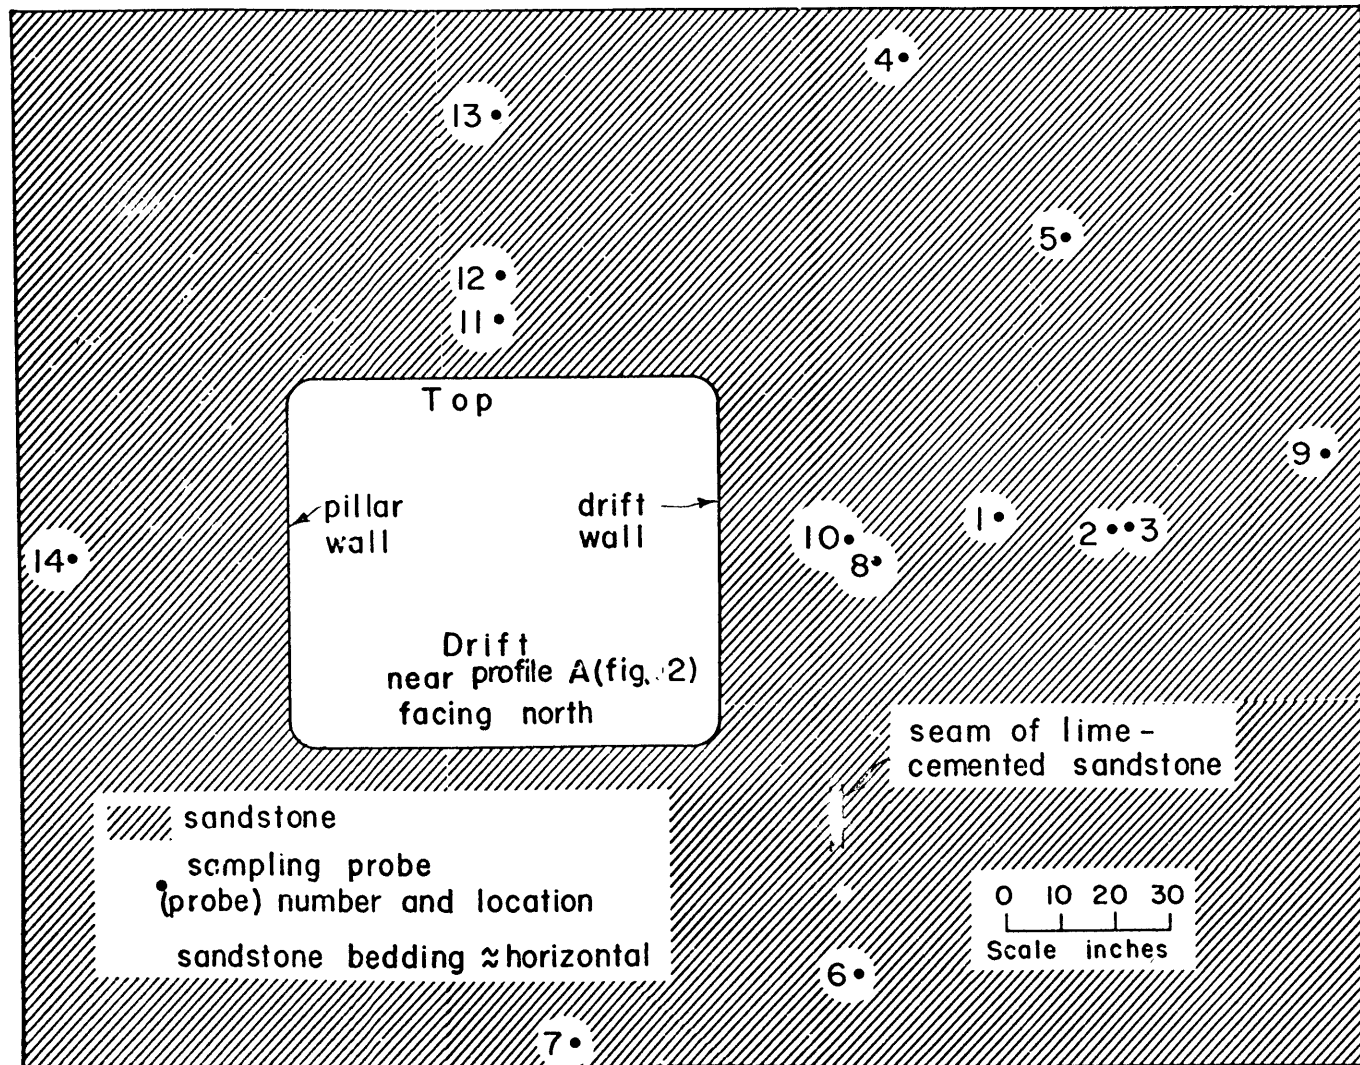 4
13
5
12
11
Top
9
pillar
wall
drift
wall
1
2
3
10
8
14
Drift
near profile A(fig. 2)
facing north
seam of lime-
cemented sandstone
sandstone
sampling probe
(probe) number and location
sandstone bedding ≈ horizontal
0 10 20 30
Scale inches
6
7